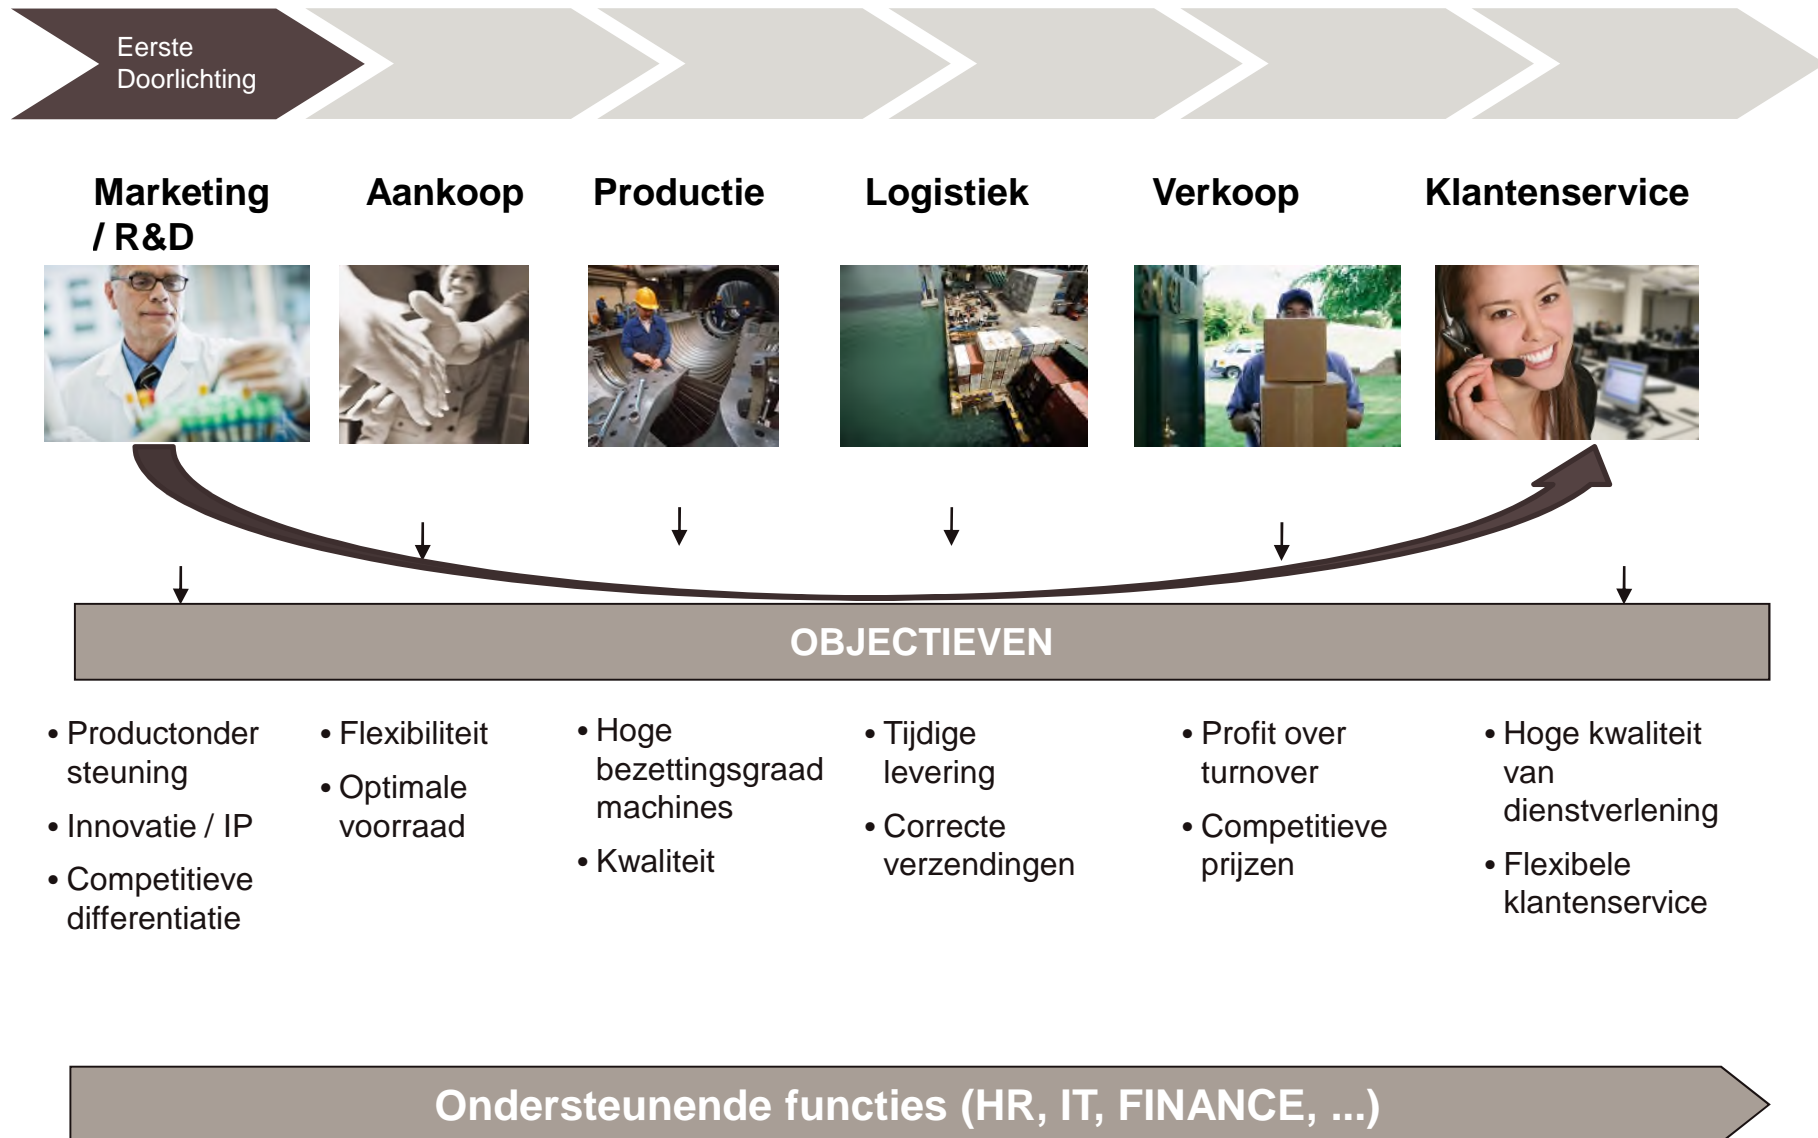 Eerste
Doorlichting
Marketing
/ R&D
Aankoop
Productie
Logistiek
Verkoop
Klantenservice
OBJECTIEVEN
• Productonder
steuning
• Innovatie / IP
• Competitieve
differentiatie
• Flexibiliteit
• Optimale
voorraad
• Hoge
bezettingsgraad
machines
• Kwaliteit
• Tijdige
levering
• Correcte
verzendingen
• Profit over
turnover
• Competitieve
prijzen
• Hoge kwaliteit
van
dienstverlening
• Flexibele
klantenservice
Ondersteunende functies (HR, IT, FINANCE, ...)